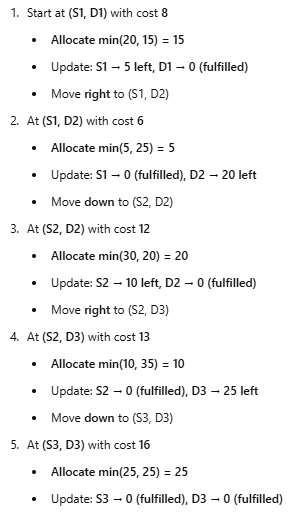 1. Start at (S1, D1) with cost 8
• Allocate min(20, 15) = 15
• Update: S1 → 5 left, D1 → 0 (fulfilled)
• Move right to (S1, D2)
2. At (S1, D2) with cost 6
• Allocate min(5, 25) = 5
• Update: S1 → 0 (fulfilled), D2 → 20 left
• Move down to (S2, D2)
3. At (S2, D2) with cost 12
• Allocate min(30, 20) = 20
• Update: S2 → 10 left, D2 → 0 (fulfilled)
• Move right to (S2, D3)
4. At (S2, D3) with cost 13
• Allocate min(10, 35) = 10
• Update: S2 → 0 (fulfilled), D3 → 25 left
• Move down to (S3, D3)
5. At (S3, D3) with cost 16
• Allocate min(25, 25) = 25
• Update: S3 → 0 (fulfilled), D3 → 0 (fulfilled)